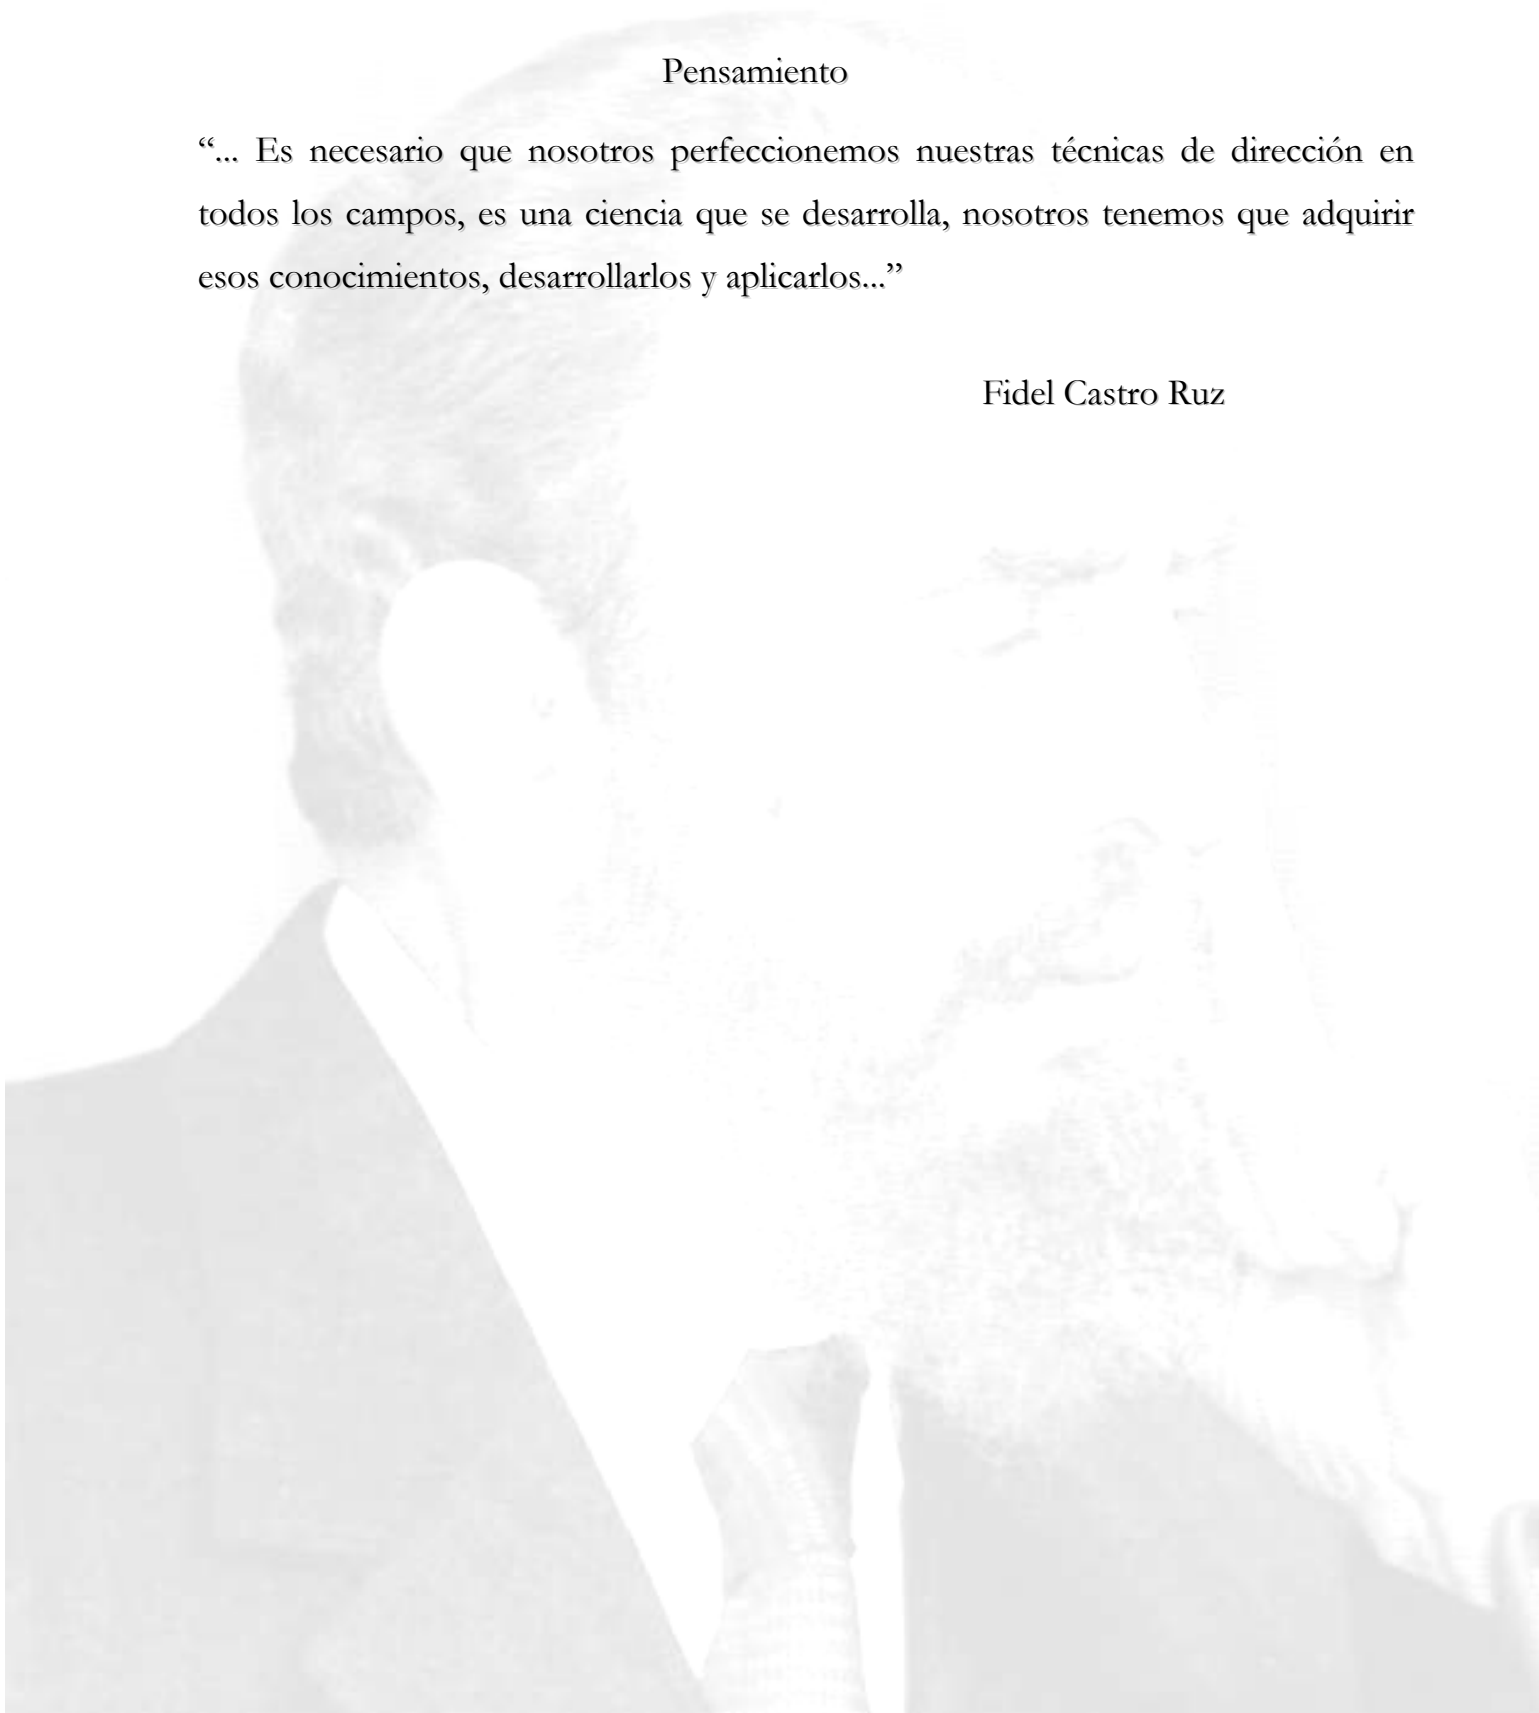 Pensamiento
“... Es necesario que nosotros perfeccionemos nuestras técnicas de dirección en
todos los campos, es una ciencia que se desarrolla, nosotros tenemos que adquirir
esos conocimientos, desarrollarlos y aplicarlos...”
Fidel Castro Ruz